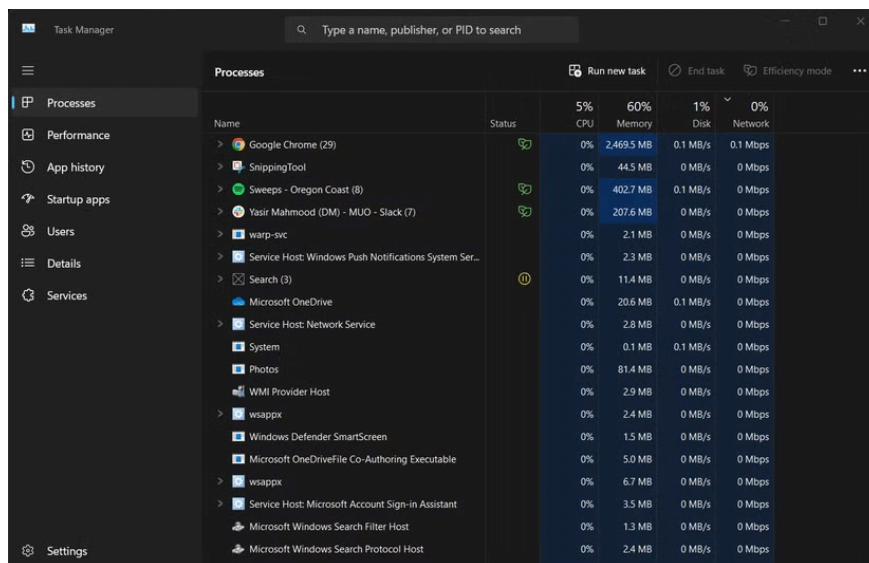 Task Manager
Type a name, publisher, or PID to search
Processes
Performance
App history
Startup apps
Users
Details
Services
Settings
Processes
Run new task
End task
Efficiency mode
5% 60% 1% 0%
Name Status CPU Memory Disk Network
Google Chrome (29) 0% 2,469.5 MB 0.1 MB/s 0.1 Mbps
SnippingTool 0% 44.5 MB 0 MB/s 0 Mbps
Sweeps - Oregon Coast (8) 0% 402.7 MB 0.1 MB/s 0 Mbps
Yasir Mahmood (DM) - MUO - Slack (7) 0% 207.6 MB 0 MB/s 0 Mbps
warp-svc 0% 2.1 MB 0 MB/s 0 Mbps
Service Host: Windows Push Notifications System Ser... 0% 2.3 MB 0 MB/s 0 Mbps
Search (3) 0% 11.4 MB 0 MB/s 0 Mbps
Microsoft OneDrive 0% 20.6 MB 0.1 MB/s 0 Mbps
Service Host: Network Service 0% 2.8 MB 0 MB/s 0 Mbps
System 0% 0.1 MB 0.1 MB/s 0 Mbps
Photos 0% 81.4 MB 0 MB/s 0 Mbps
WMI Provider Host 0% 2.9 MB 0 MB/s 0 Mbps
wsappx 0% 2.4 MB 0 MB/s 0 Mbps
Windows Defender SmartScreen 0% 1.5 MB 0 MB/s 0 Mbps
Microsoft OneDriveFile Co-Authoring Executable 0% 5.0 MB 0 MB/s 0 Mbps
wsappx 0% 6.7 MB 0 MB/s 0 Mbps
Service Host: Microsoft Account Sign-in Assistant 0% 3.5 MB 0 MB/s 0 Mbps
Microsoft Windows Search Filter Host 0% 1.3 MB 0 MB/s 0 Mbps
Microsoft Windows Search Protocol Host 0% 2.4 MB 0 MB/s 0 Mbps